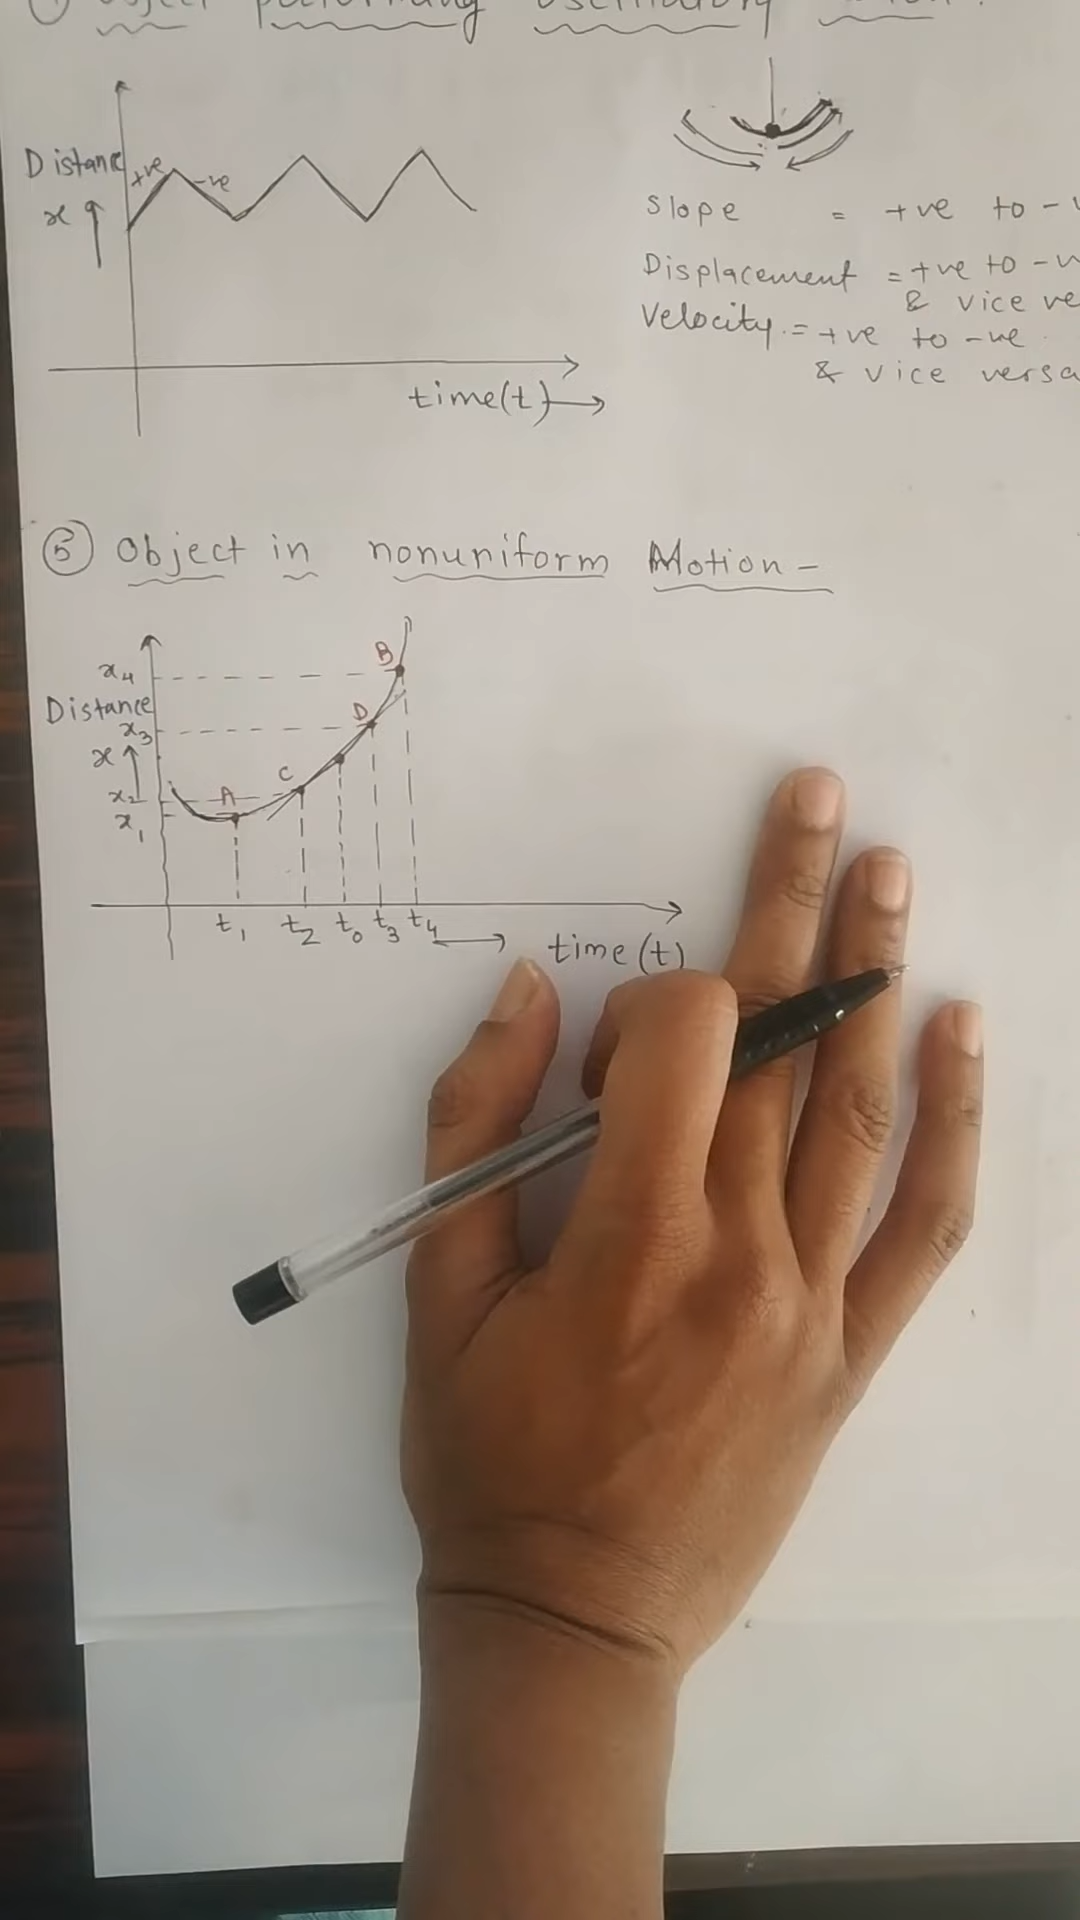 Distance
+ve
-ve
x
time(t)
Slope = +ve to -
Displacement = +ve to -
& vice
Velocity. = +ve to -ve
& vice versa
5 Object in nonuniform Motion -
B
x4
Distance
D
x3
x
C
x2
A
x1
t1 t2 t0 t3 t4
time (t)